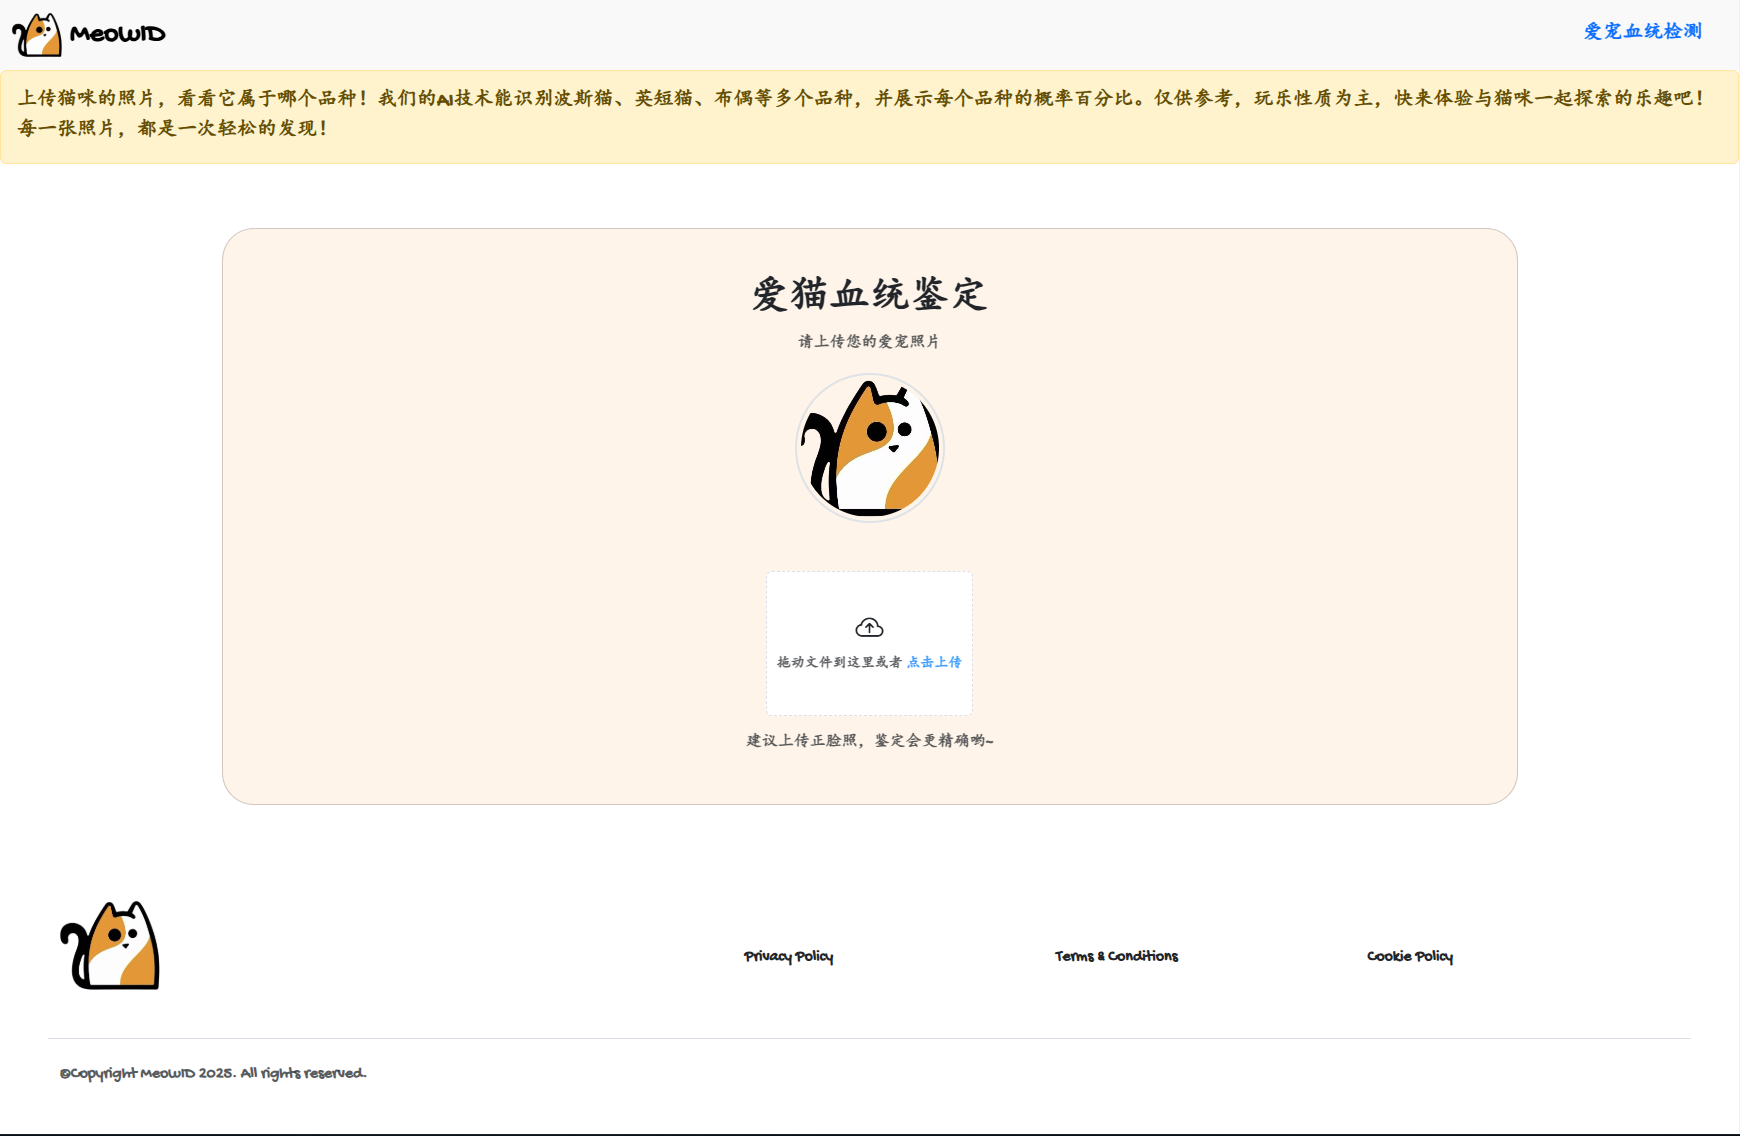 MeowID
爱宠血统检测
上传猫咪的照片，看看它属于哪个品种！我们的AI技术能识别波斯猫、英短猫、布偶等多个品种，并展示每个品种的概率百分比。仅供参考，玩乐性质为主，快来体验与猫咪一起探索的乐趣吧！
每一张照片，都是一次轻松的发现！
爱猫血统鉴定
请上传您的爱宠照片
拖动文件到这里或者 点击上传
建议上传正脸照，鉴定会更精确哟~
Privacy Policy
Terms & Conditions
Cookie Policy
©Copyright MeowID 2025. All rights reserved.